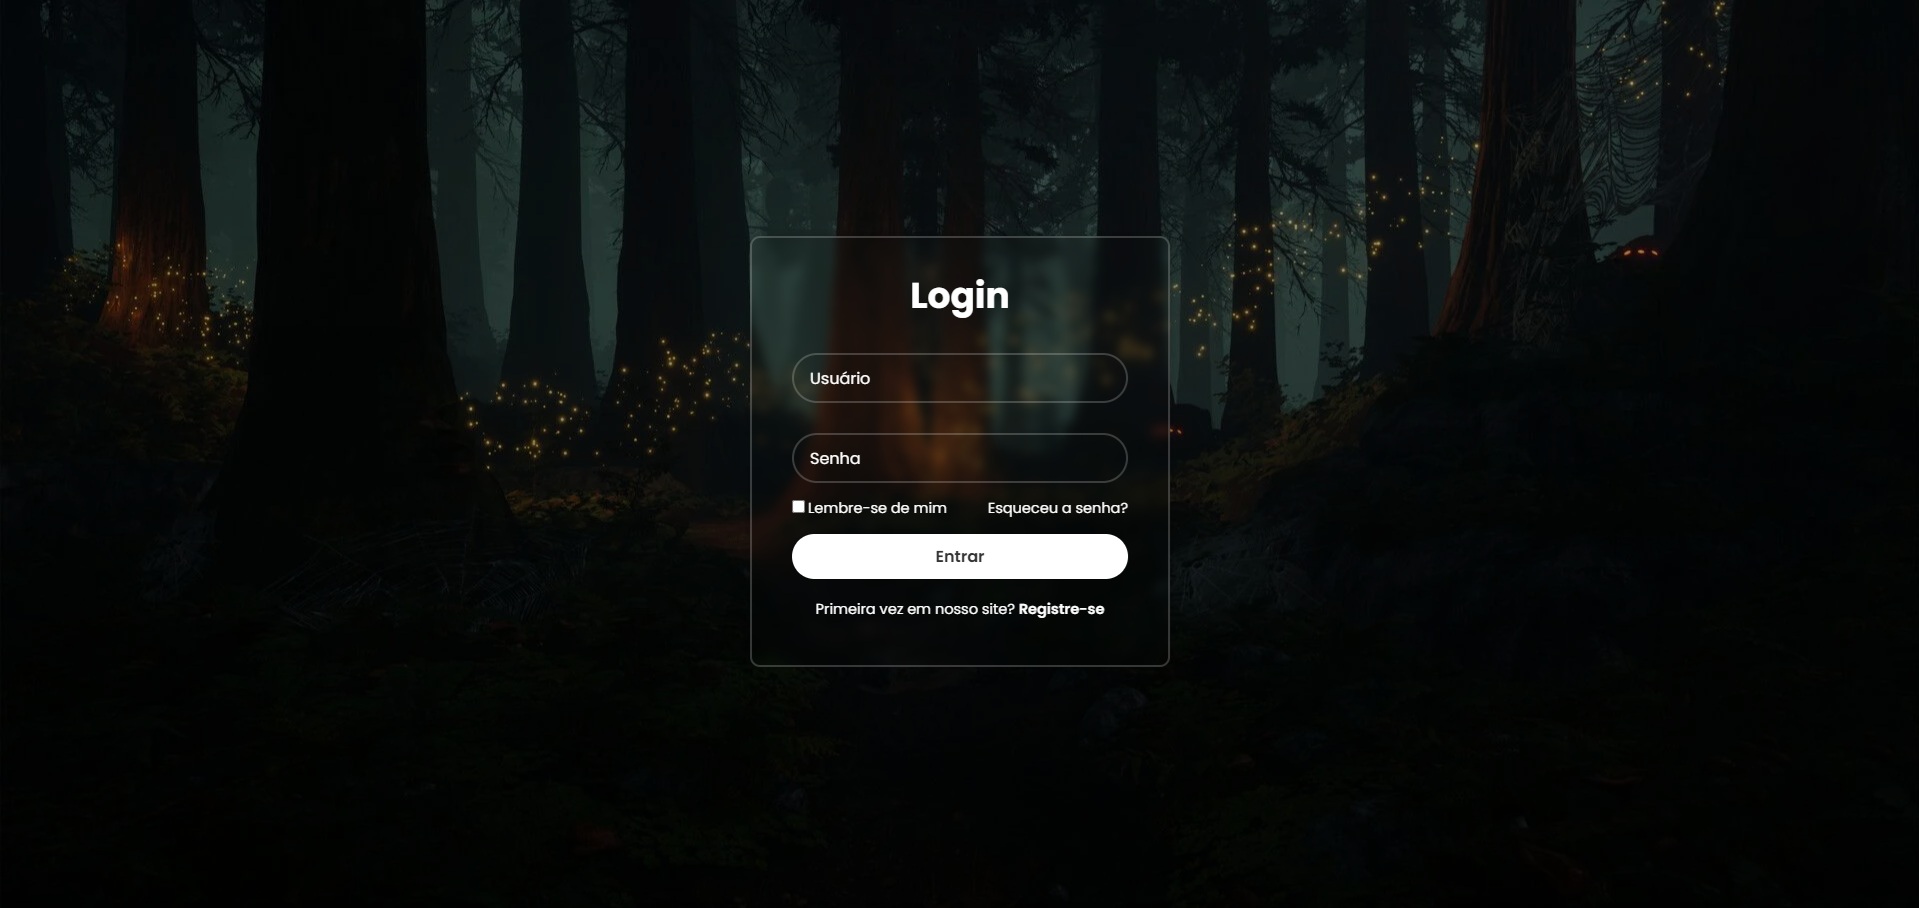 Login
Usuário
Senha
Lembre-se de mim Esqueceu a senha?
Entrar
Primeira vez em nosso site? Registre-se